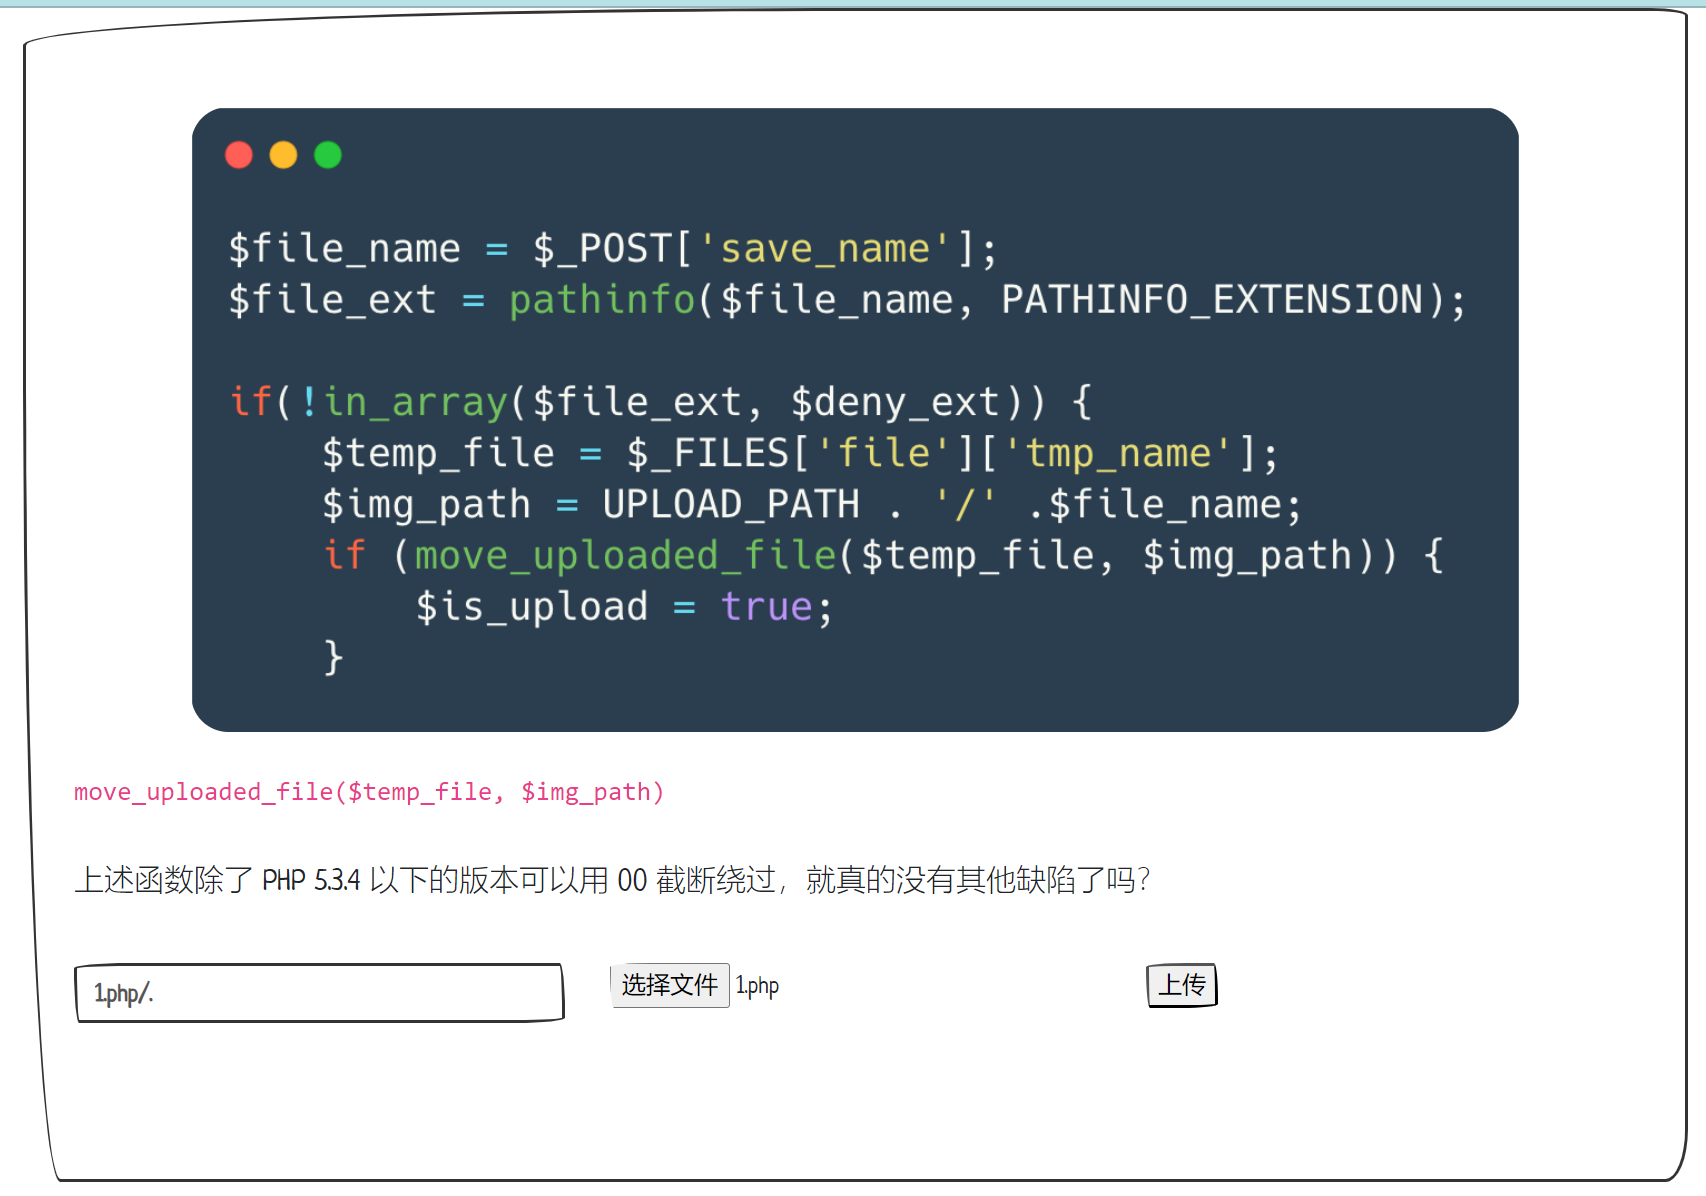 $file_name = $_POST['save_name'];
$file_ext = pathinfo($file_name, PATHINFO_EXTENSION);
if(!in_array($file_ext, $deny_ext)) {
$temp_file = $_FILES['file']['tmp_name'];
$img_path = UPLOAD_PATH . '/' .$file_name;
if (move_uploaded_file($temp_file, $img_path)) {
$is_upload = true;
}
move_uploaded_file($temp_file, $img_path)
上述函数除了 PHP 5.3.4 以下的版本可以用 00 截断绕过，就真的没有其他缺陷了吗？
1.php/. 选择文件 1.php 上传